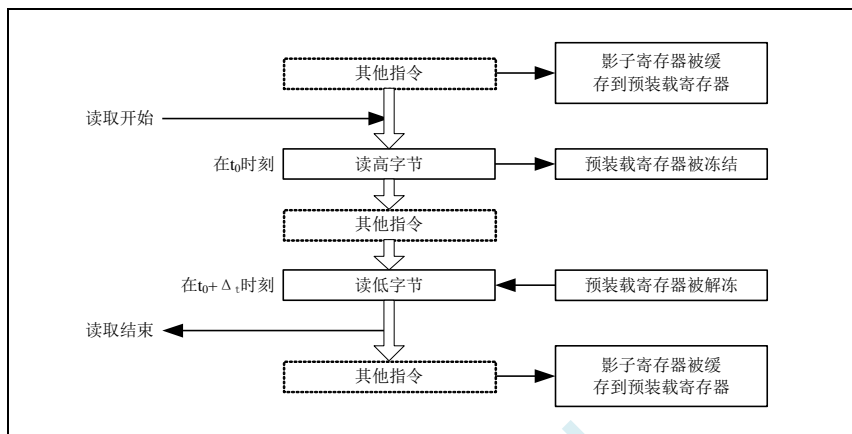 其他指令
影子寄存器被缓
存到预装载寄存器
读取开始
在t₀时刻
读高字节
预装载寄存器被冻结
其他指令
在t₀+Δₜ时刻
读低字节
预装载寄存器被解冻
读取结束
其他指令
影子寄存器被缓
存到预装载寄存器